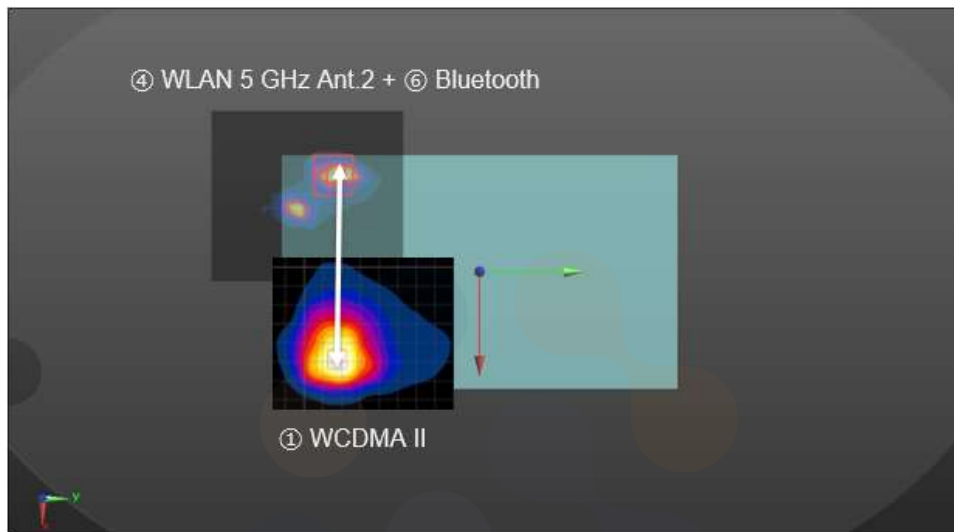 ④ WLAN 5 GHz Ant.2 + ⑥ Bluetooth
① WCDMA II
y
x